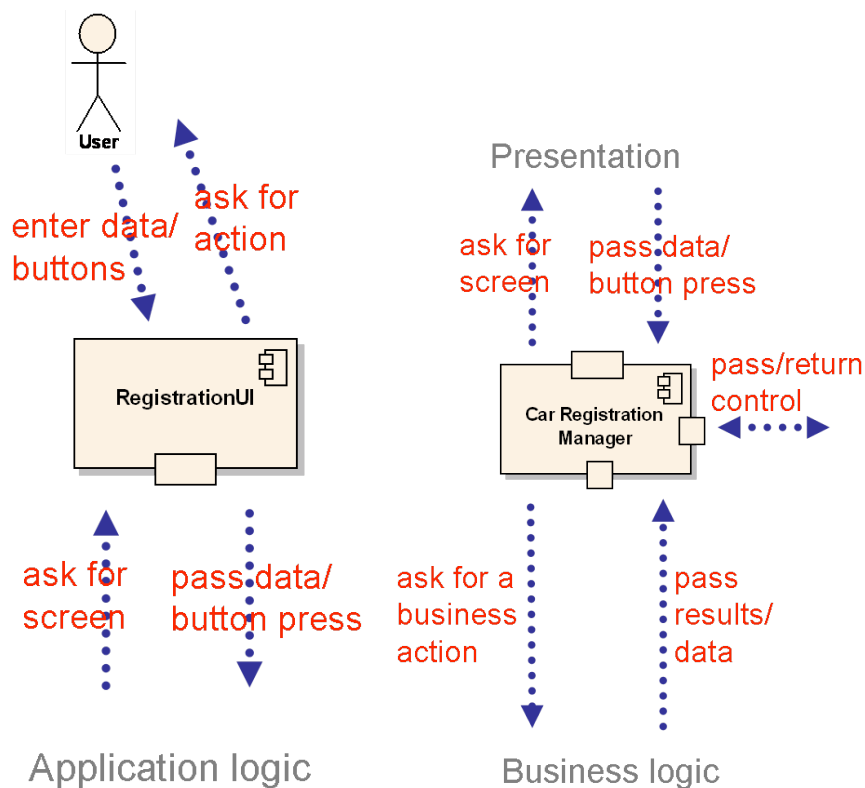 User
enter data/
buttons
ask for
action
RegistrationUI
ask for
screen
pass data/
button press
Application logic
Presentation
ask for
screen
pass data/
button press
Car Registration
Manager
pass/return
control
ask for a
business
action
pass
results/
data
Business logic